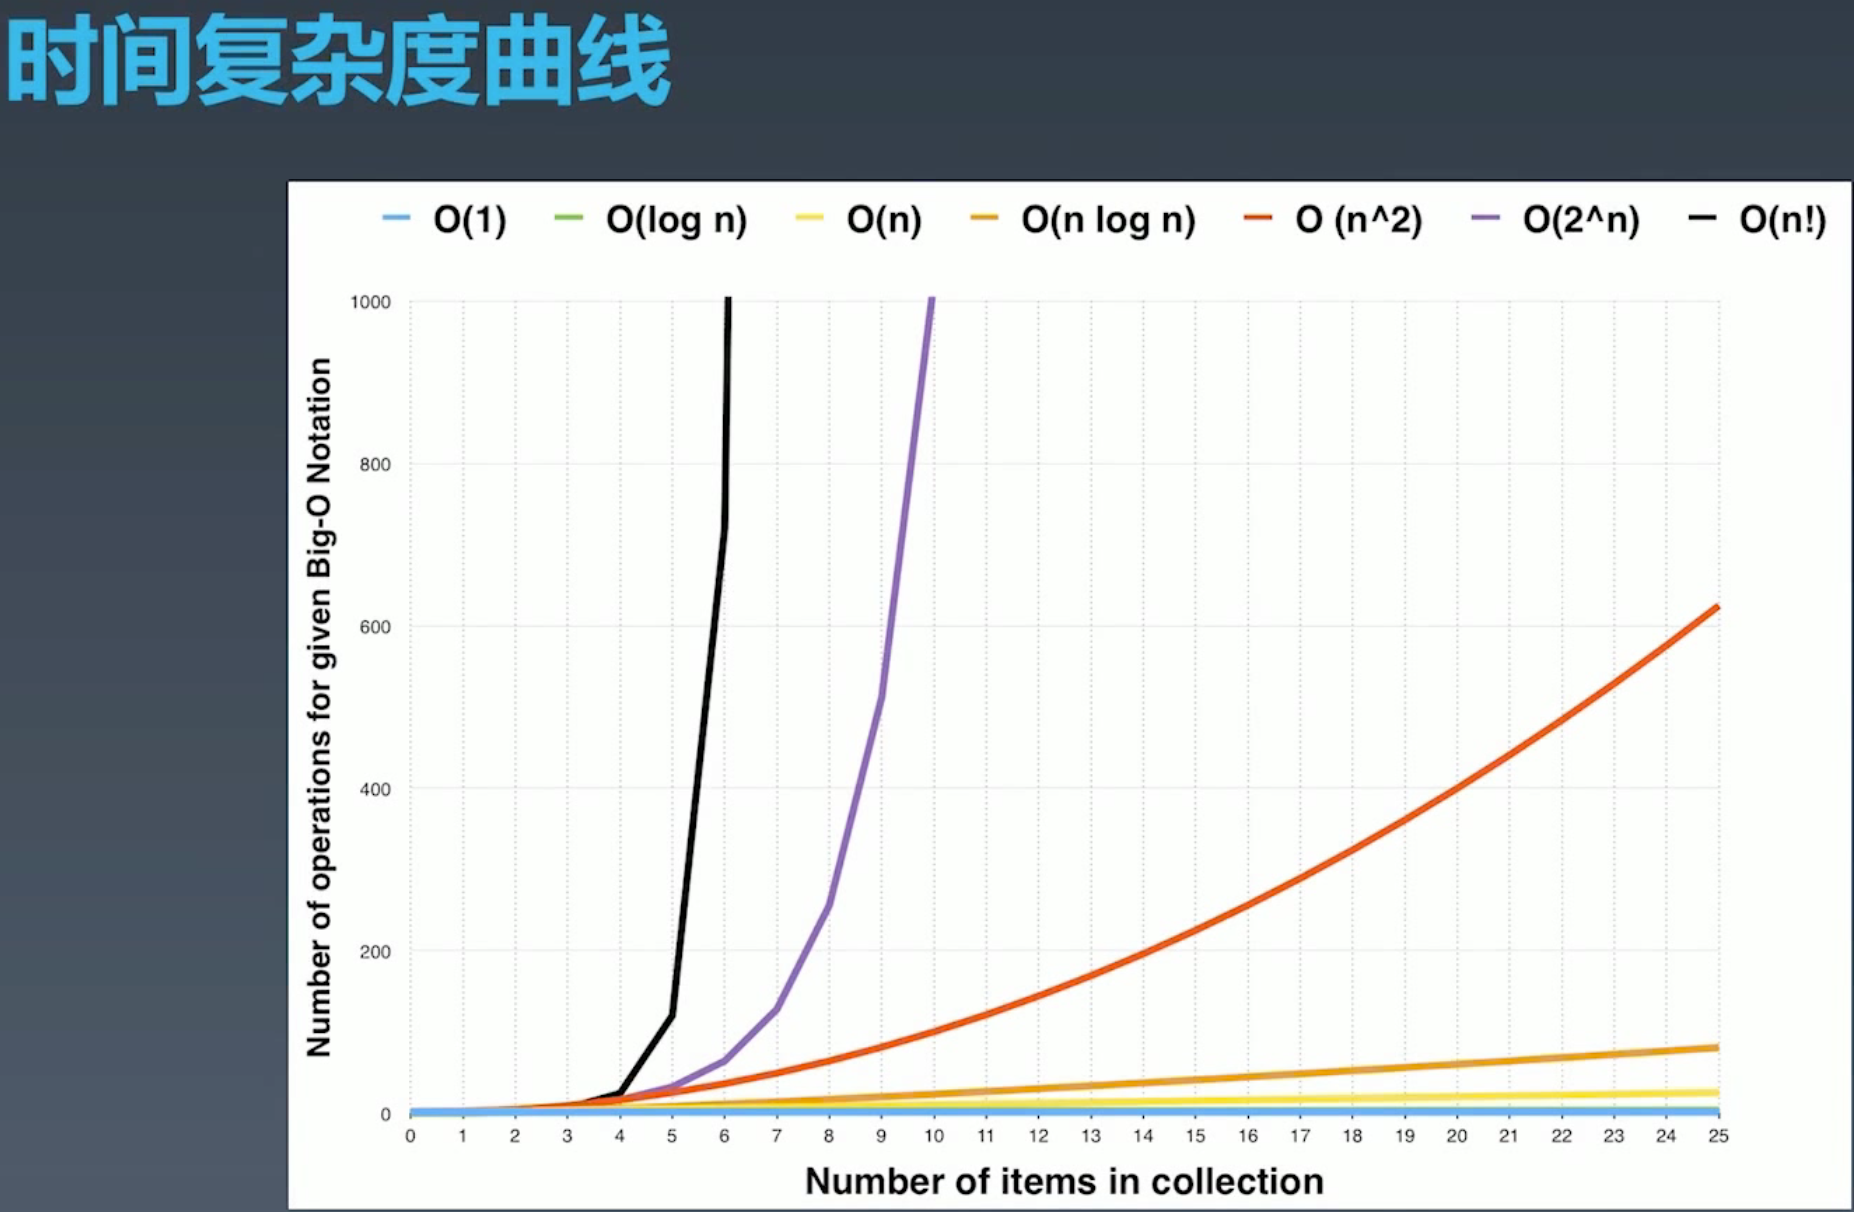 时间复杂度曲线
O(1) O(log n) O(n) O(n log n) O (n^2) O(2^n) O(n!)
Number of operations for given Big-O Notation
1000
800
600
400
200
0
0 1 2 3 4 5 6 7 8 9 10 11 12 13 14 15 16 17 18 19 20 21 22 23 24 25
Number of items in collection